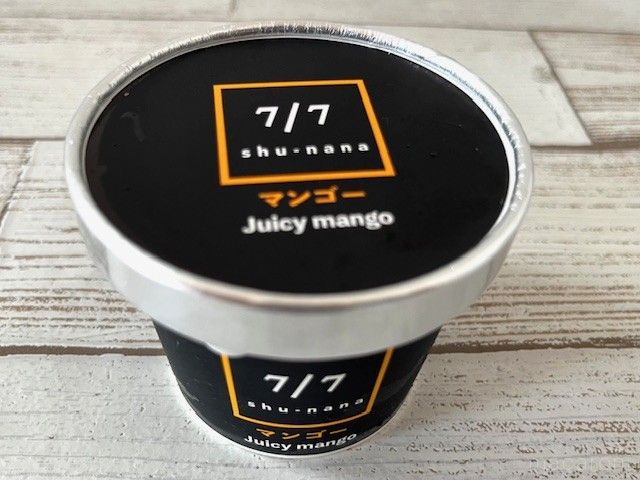 7/7
shu-nana
マンゴー
Juicy mango
7/7
shu-nana
マンゴー
Juicy mango